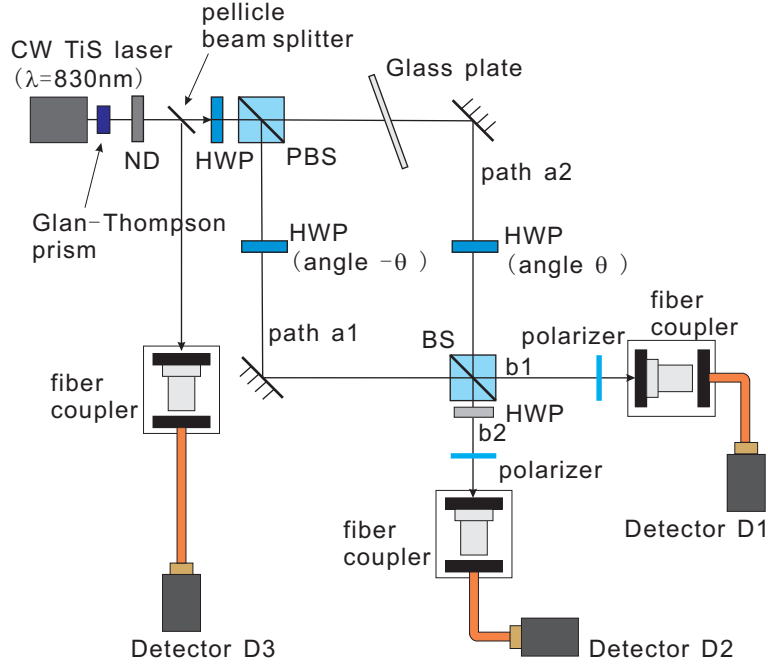 pellicle
beam splitter
CW TiS laser
(λ=830nm)
Glass plate
ND
HWP
PBS
path a2
Glan-Thompson
prism
HWP
(angle -θ)
HWP
(angle θ)
fiber
coupler
BS
polarizer
path a1
b1
fiber
coupler
HWP
b2
polarizer
fiber
coupler
Detector D1
Detector D3
Detector D2